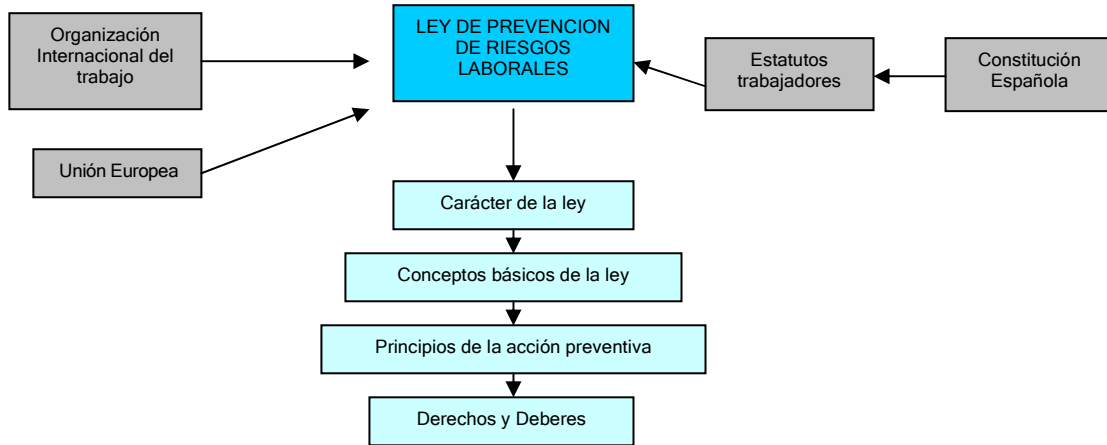 Organización
Internacional del
trabajo
LEY DE PREVENCION
DE RIESGOS
LABORALES
Estatutos
trabajadores
Constitución
Española
Unión Europea
Carácter de la ley
Conceptos básicos de la ley
Principios de la acción preventiva
Derechos y Deberes